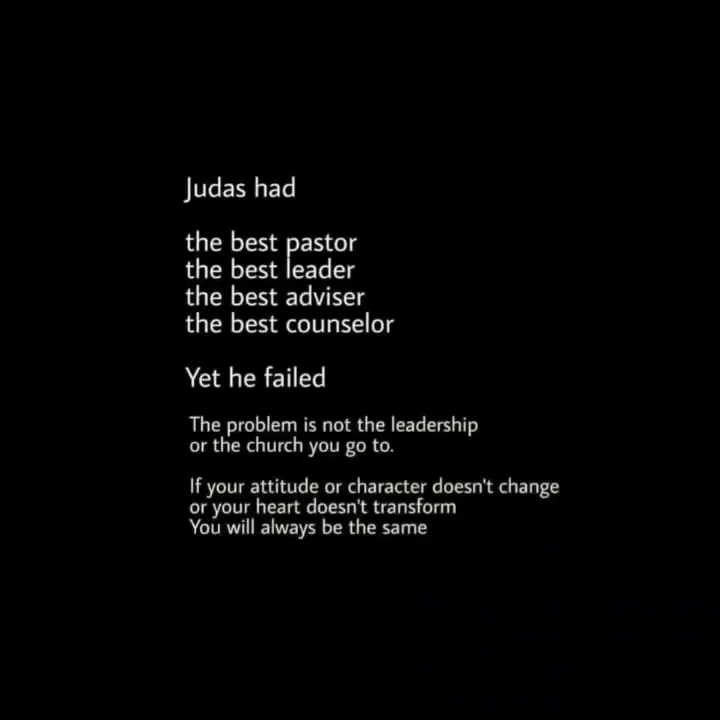 Judas had
the best pastor
the best leader
the best adviser
the best counselor
Yet he failed
The problem is not the leadership
or the church you go to.
If your attitude or character doesn't change
or your heart doesn't transform
You will always be the same